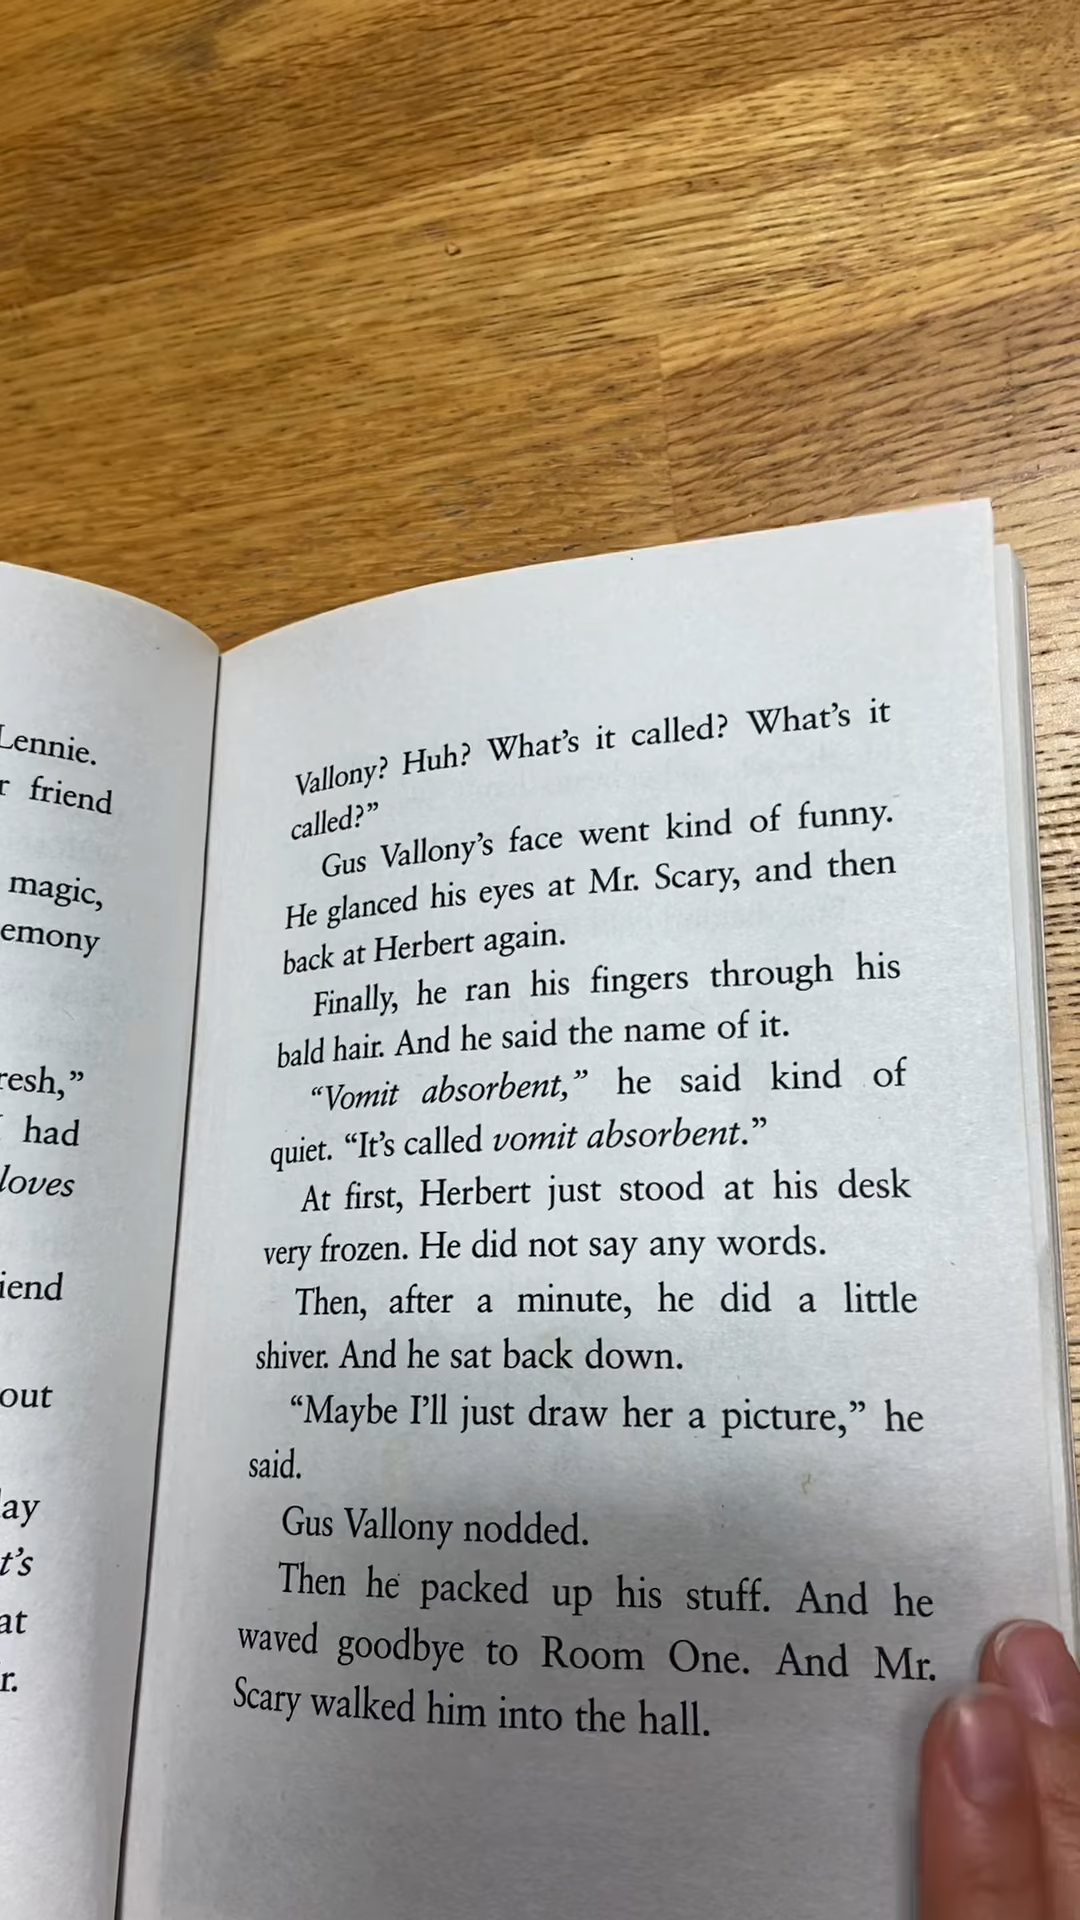 Lennie.
friend
magic,
had
loves
out
at
Vallony? Huh? What's it called? What's it
called?”
Gus Vallony's face went kind of funny.
He glanced his eyes at Mr. Scary, and then
back at Herbert again.
Finally, he ran his fingers through his
bald hair. And he said the name of it.
“Vomit absorbent,” he said kind of
quiet. “It's called vomit absorbent.”
At first, Herbert just stood at his desk
very frozen. He did not say any words.
Then, after a minute, he did a little
shiver. And he sat back down.
“Maybe I'll just draw her a picture,” he
said.
Gus Vallony nodded.
Then he packed up his stuff. And he
waved goodbye to Room One. And Mr.
Scary walked him into the hall.